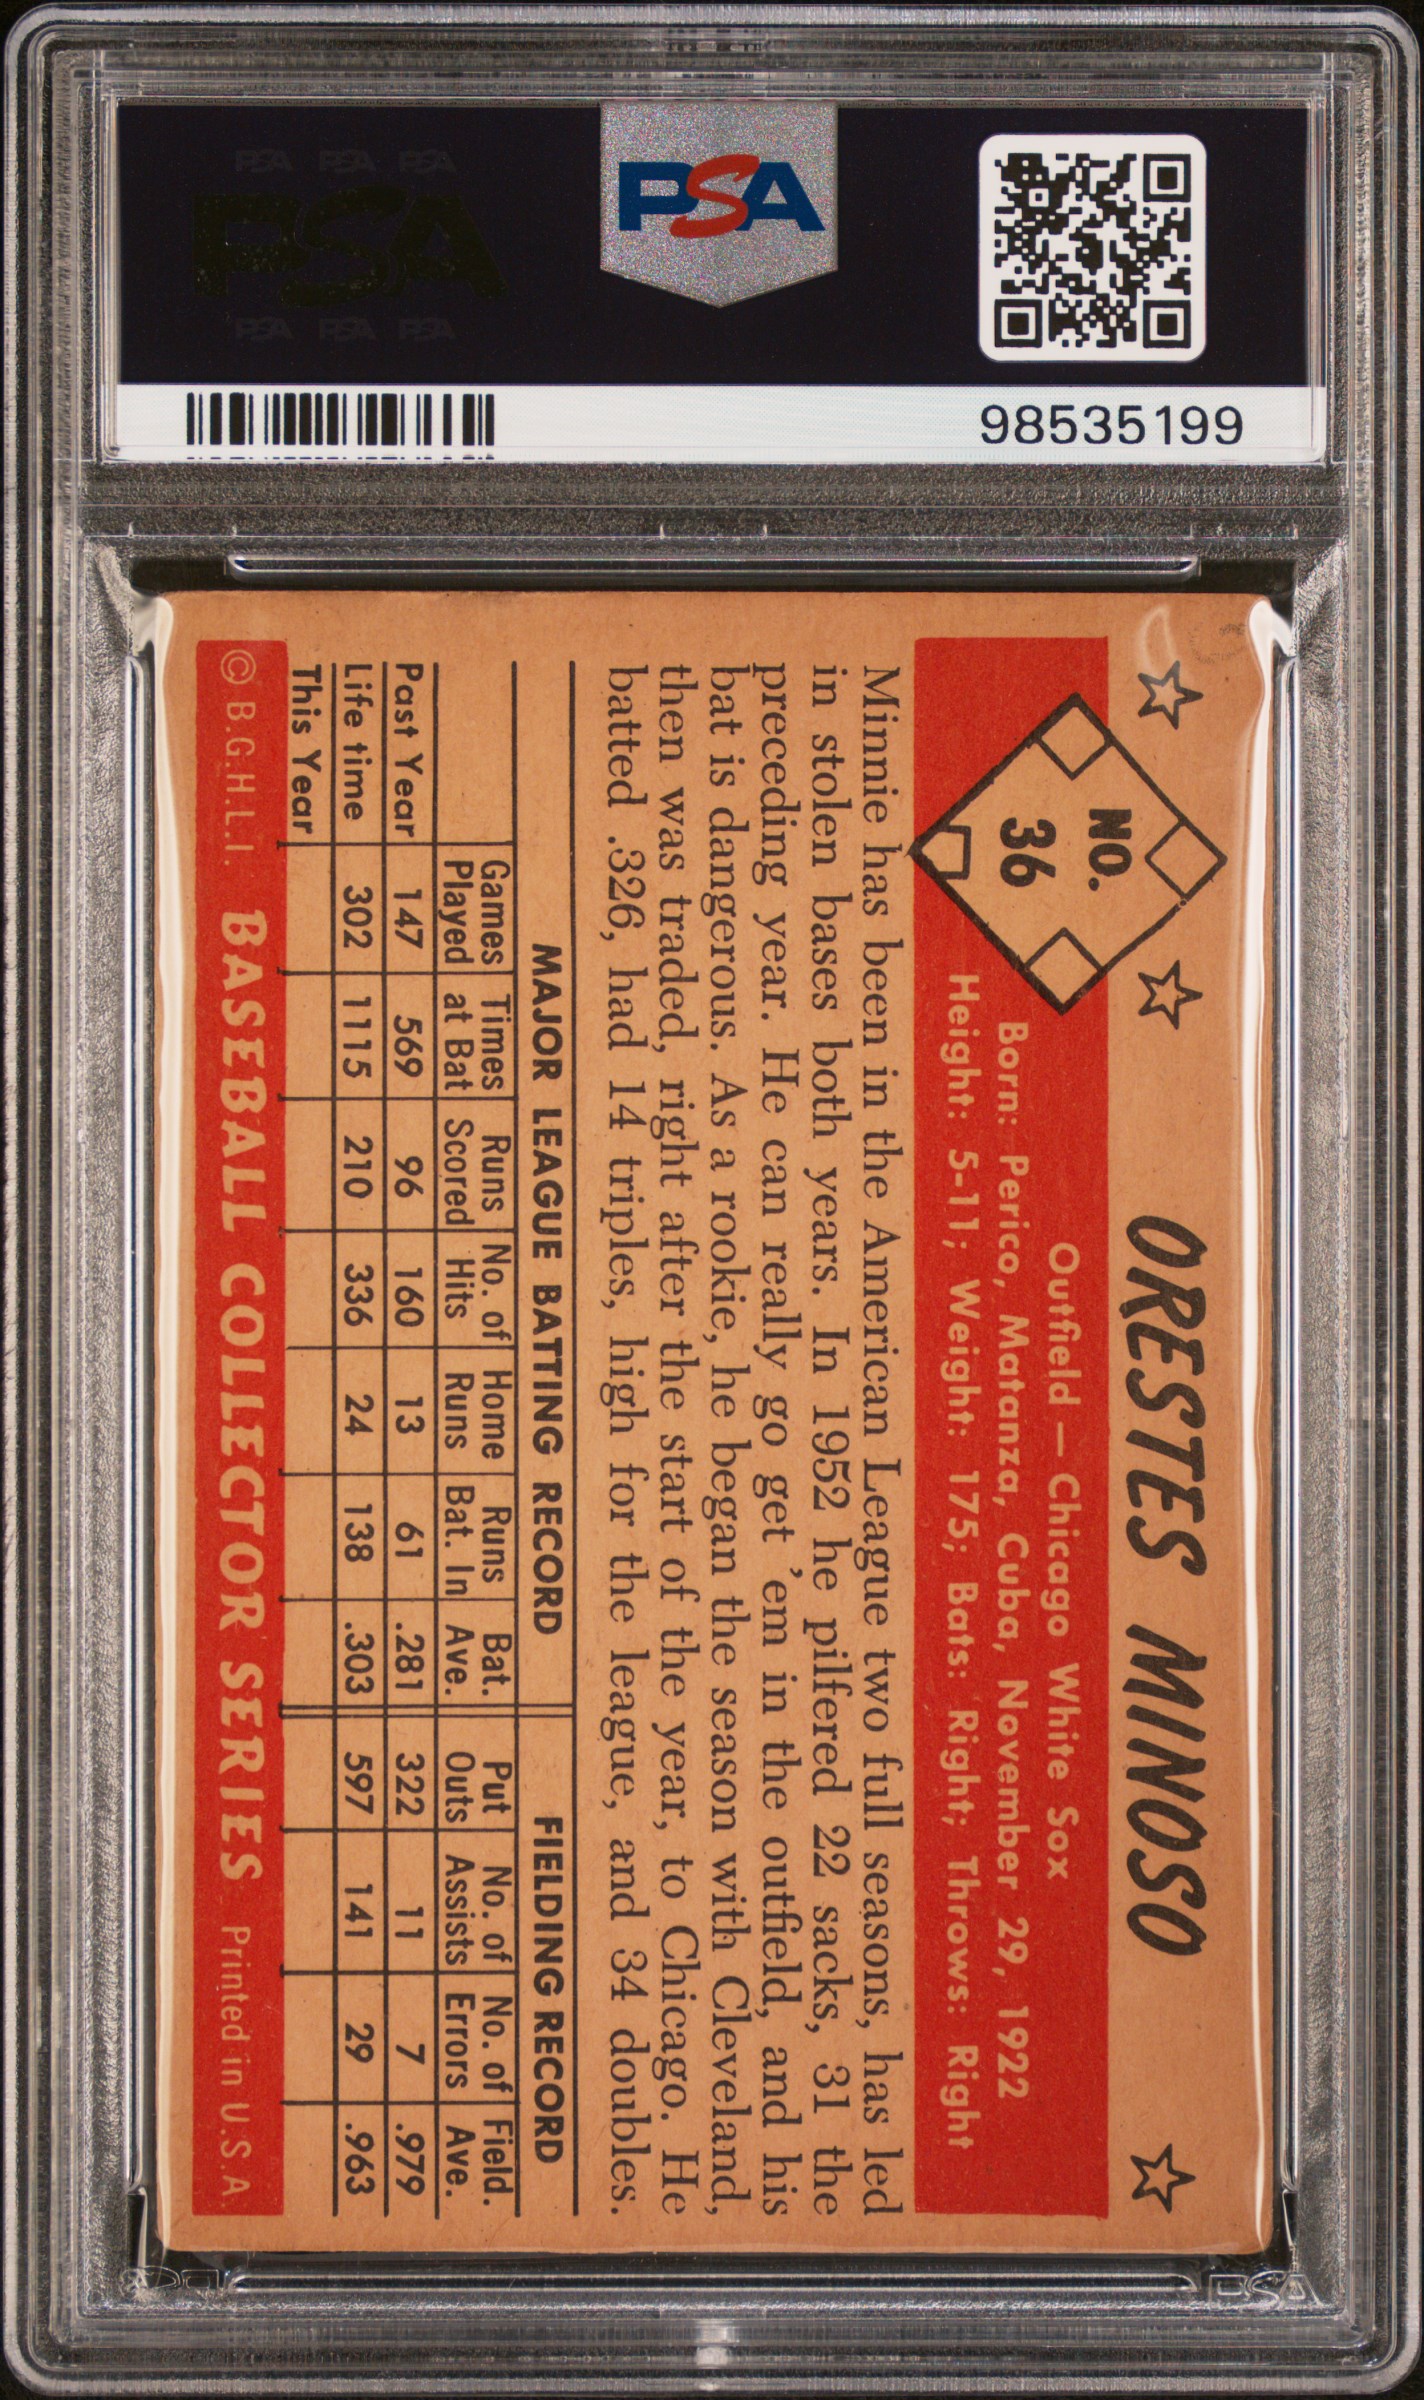 PSA PSA PSA
PSA
PSA PSA PSA
PSA
98535199
NO.
36
ORESTES MINOSO
Outfield — Chicago White Sox
Born: Perico, Matanza, Cuba, November 29, 1922
Height: 5-11; Weight: 175; Bats: Right; Throws: Right
Minnie has been in the American League two full seasons, has led
in stolen bases both years. In 1952 he pilfered 22 sacks, 31 the
preceding year. He can really go get 'em in the outfield, and his
bat is dangerous. As a rookie, he began the season with Cleveland,
then was traded, right after the start of the year, to Chicago. He
batted .326, had 14 triples, high for the league, and 34 doubles.
MAJOR LEAGUE BATTING RECORD FIELDING RECORD
Games Times Runs No. of Home Runs Bat. Put No. of No. of Field.
Played at Bat Scored Hits Runs Bat. In Ave. Outs Assists Errors Ave.
Past Year 147 569 96 160 13 61 .281 322 11 7 .979
Life time 302 1115 210 336 24 138 .303 597 141 29 .963
This Year
© B.G.H.L.I. BASEBALL COLLECTOR SERIES Printed in U.S.A.
PSA